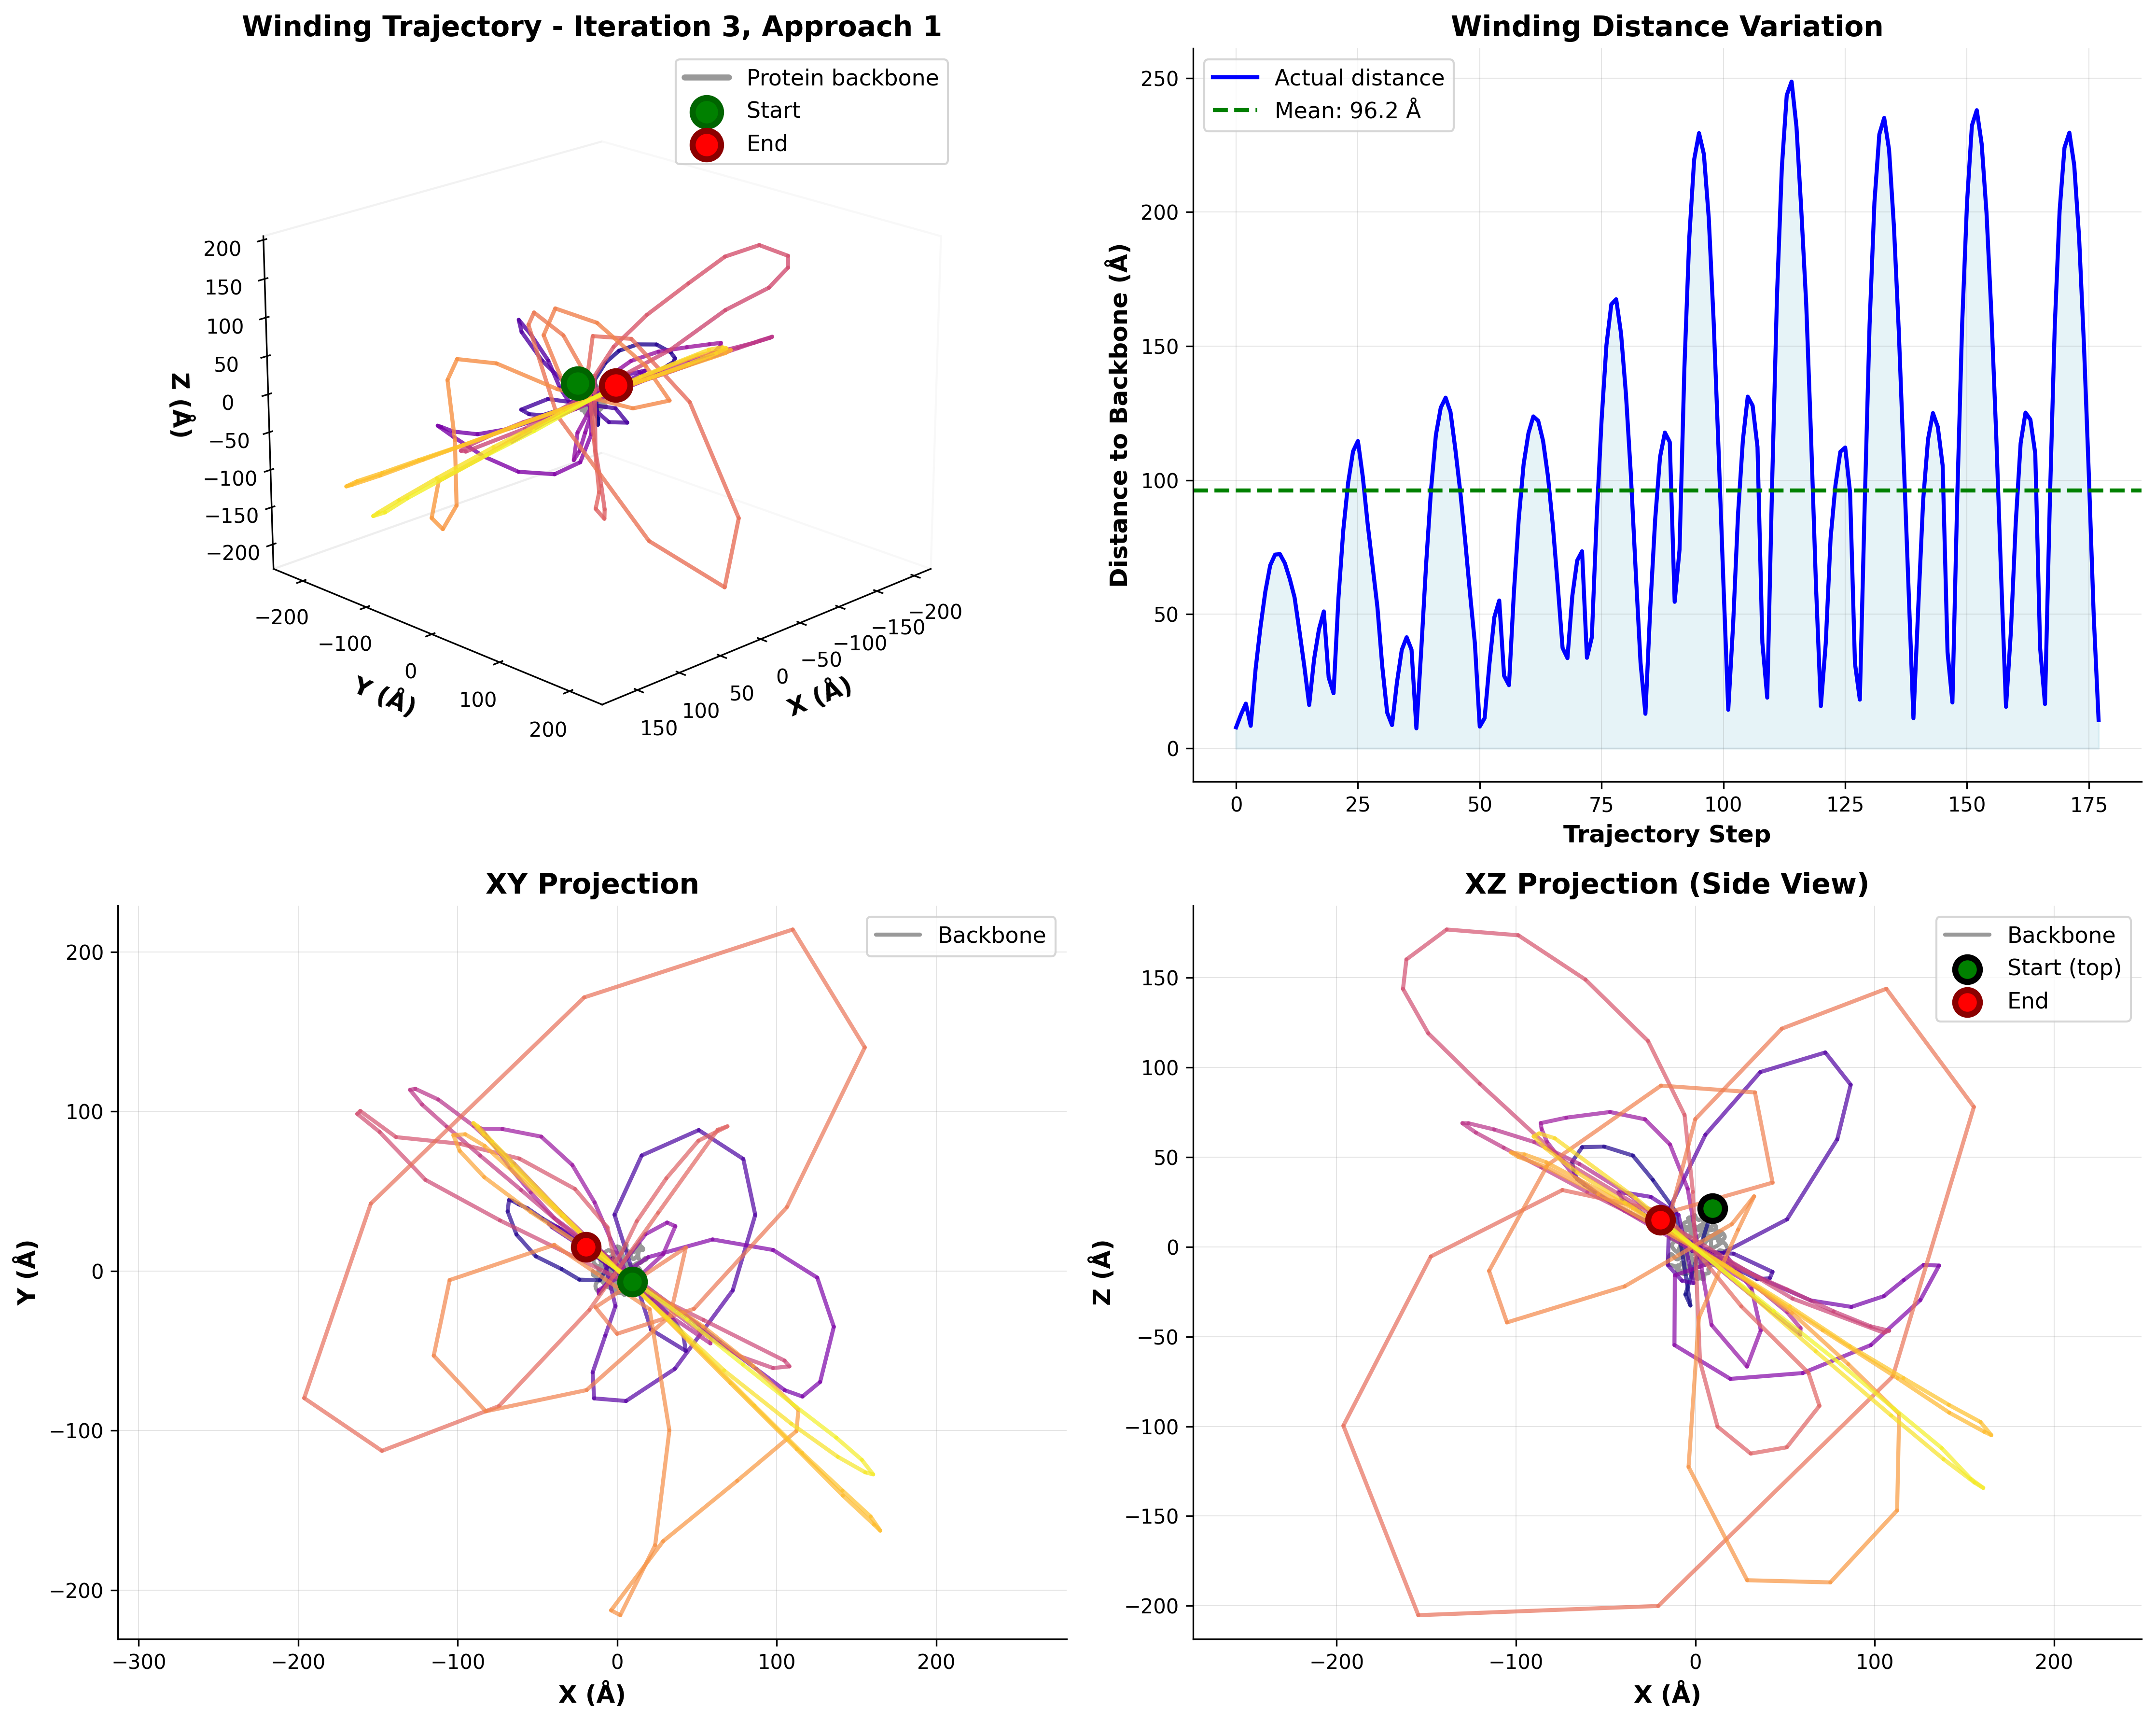 Winding Trajectory - Iteration 3, Approach 1
Protein backbone
Start
End
200
150
100
50
0
−50
−100
−150
−200
Z (Å)
−200
−100
0
100
200
Y (Å)
150
100
50
0
−50
−100
−150
−200
X (Å)
Winding Distance Variation
Actual distance
Mean: 96.2 Å
250
200
150
100
50
0
Distance to Backbone (Å)
0 25 50 75 100 125 150 175
Trajectory Step
XY Projection
Backbone
200
100
0
−100
−200
Y (Å)
−300 −200 −100 0 100 200
X (Å)
XZ Projection (Side View)
Backbone
Start (top)
End
150
100
50
0
−50
−100
−150
−200
Z (Å)
−200 −100 0 100 200
X (Å)